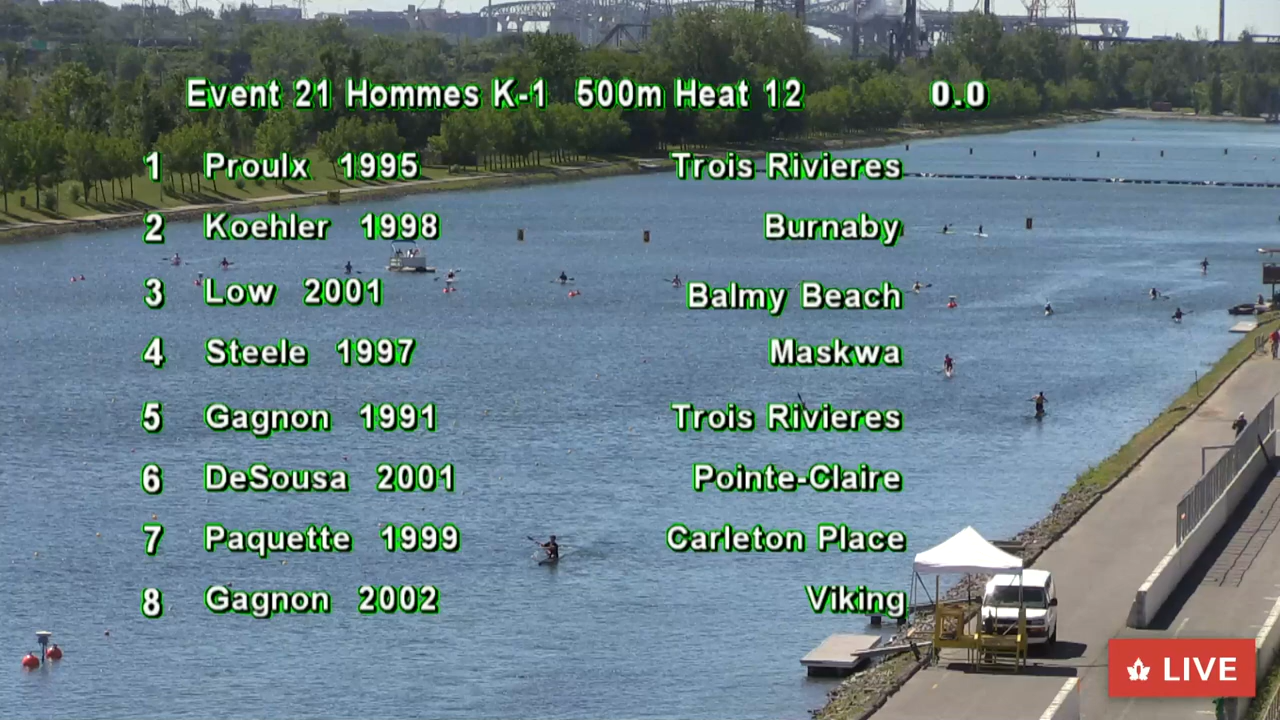 Event 21 Hommes K-1 500m Heat 12 0.0
1 Proulx 1995 Trois Rivieres
2 Koehler 1998 Burnaby
3 Low 2001 Balmy Beach
4 Steele 1997 Maskwa
5 Gagnon 1991 Trois Rivieres
6 DeSousa 2001 Pointe-Claire
7 Paquette 1999 Carleton Place
8 Gagnon 2002 Viking
LIVE